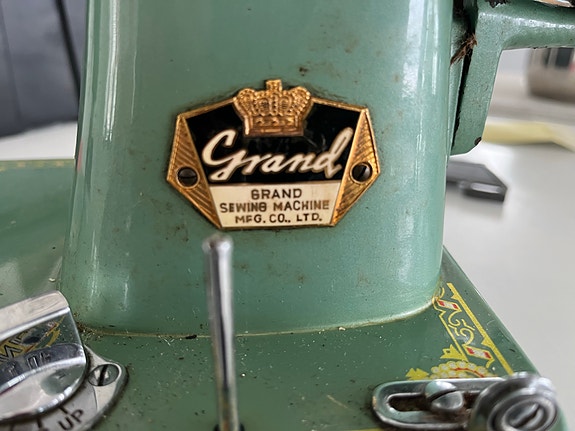 Grand
GRAND
SEWING MACHINE
MFG. CO., LTD.
UP